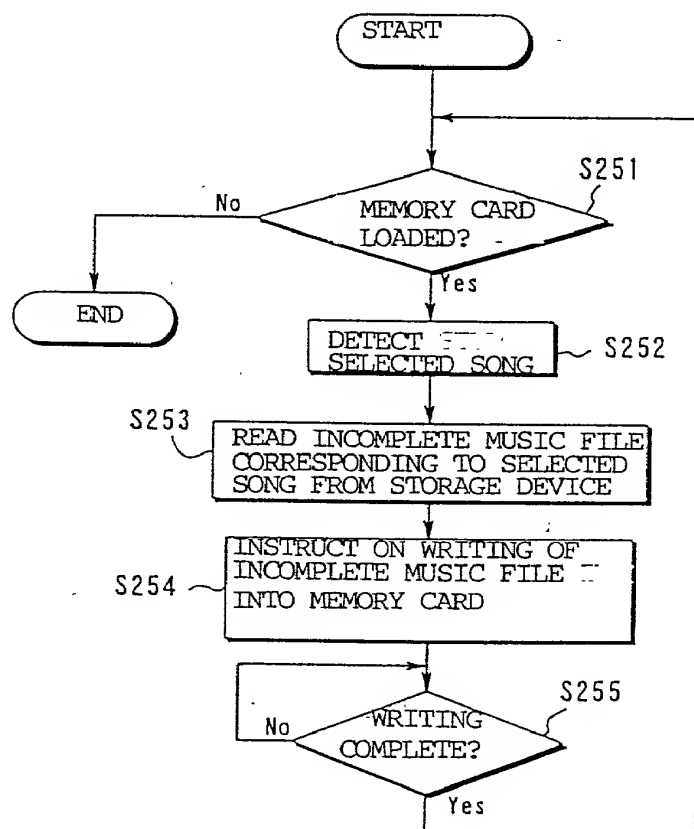 START
S251
No
MEMORY CARD
LOADED?
Yes
END
DETECT
SELECTED SONG
S252
S253
READ INCOMPLETE MUSIC FILE
CORRESPONDING TO SELECTED
SONG FROM STORAGE DEVICE
INSTRUCT ON WRITING OF
INCOMPLETE MUSIC FILE
INTO MEMORY CARD
S254
S255
No
WRITING
COMPLETE?
Yes